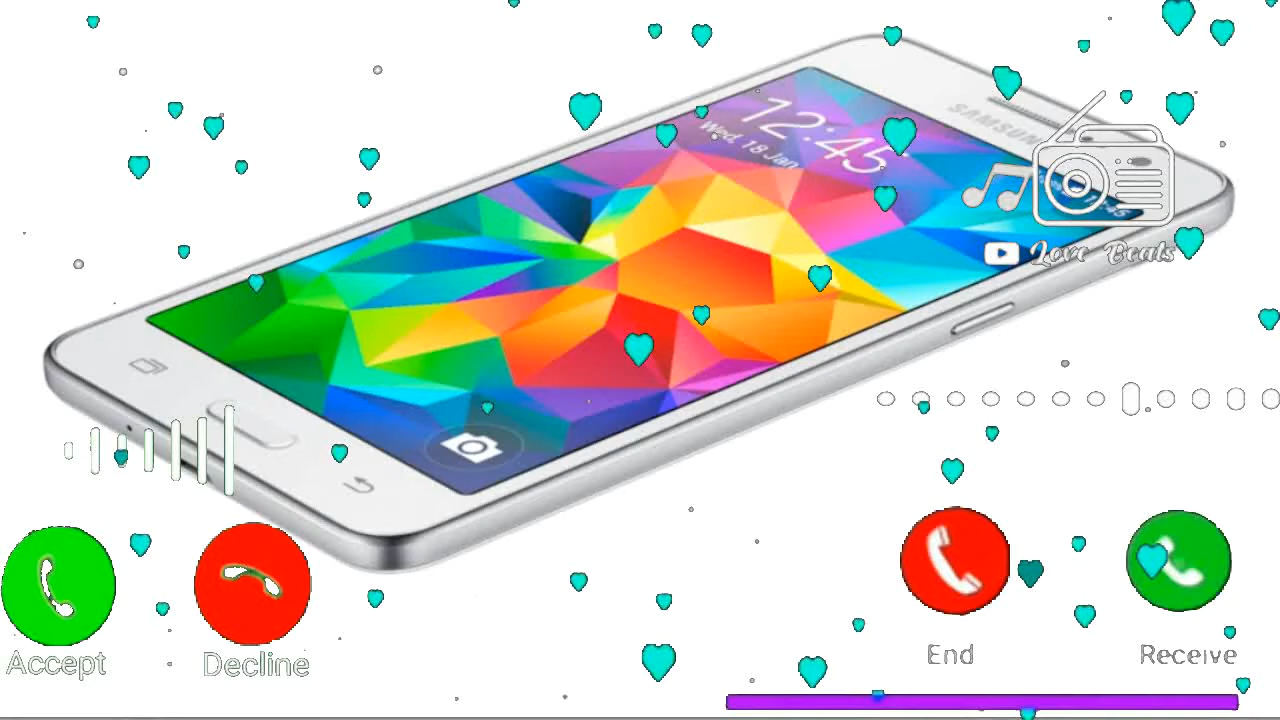 12:45
Wed, 18 Jan
SAMSUNG
Love Beats
Accept
Decline
End
Receive